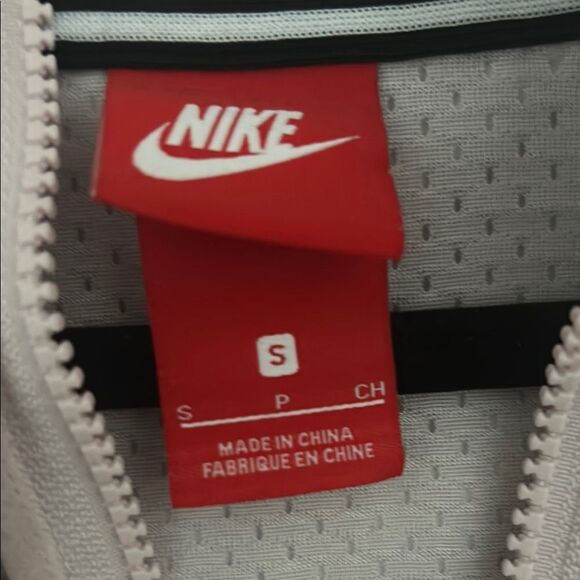 NIKE
S
S P CH
MADE IN CHINA
FABRIQUE EN CHINE